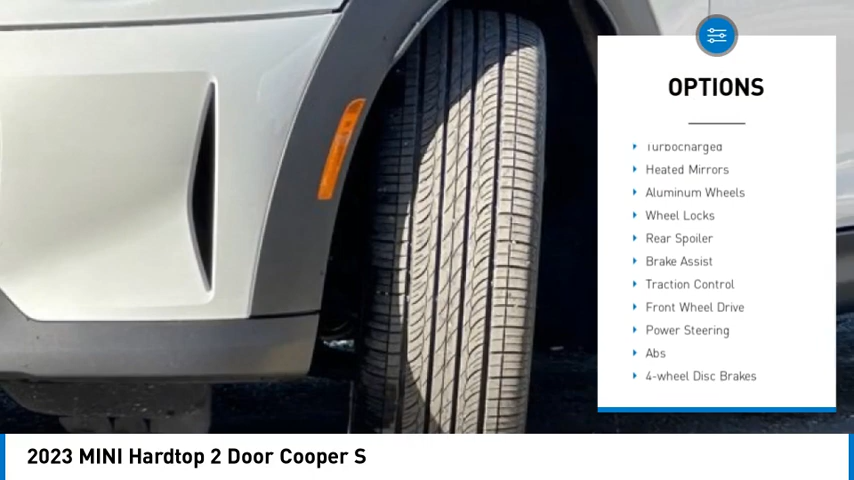 OPTIONS
Turbocharged
Heated Mirrors
Aluminum Wheels
Wheel Locks
Rear Spoiler
Brake Assist
Traction Control
Front Wheel Drive
Power Steering
Abs
4-wheel Disc Brakes
2023 MINI Hardtop 2 Door Cooper S